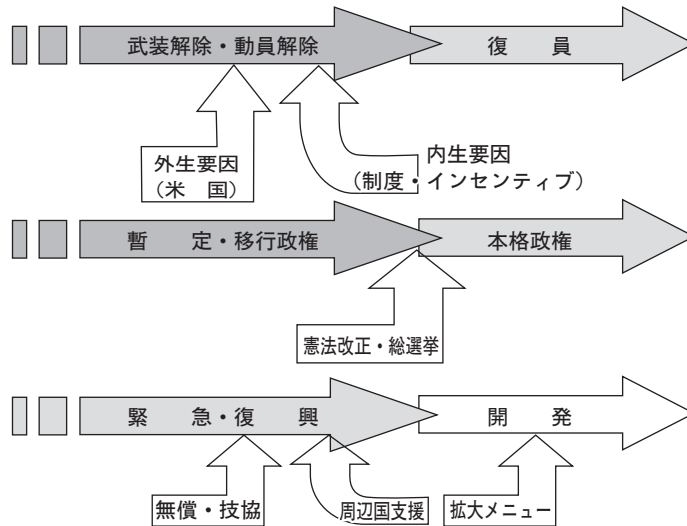 武装解除・動員解除
復　員
外生要因
（米　国）
内生要因
（制度・インセンティブ）
暫　定・移行政権
本格政権
憲法改正・総選挙
緊　急・復　興
開　発
無償・技協
周辺国支援
拡大メニュー